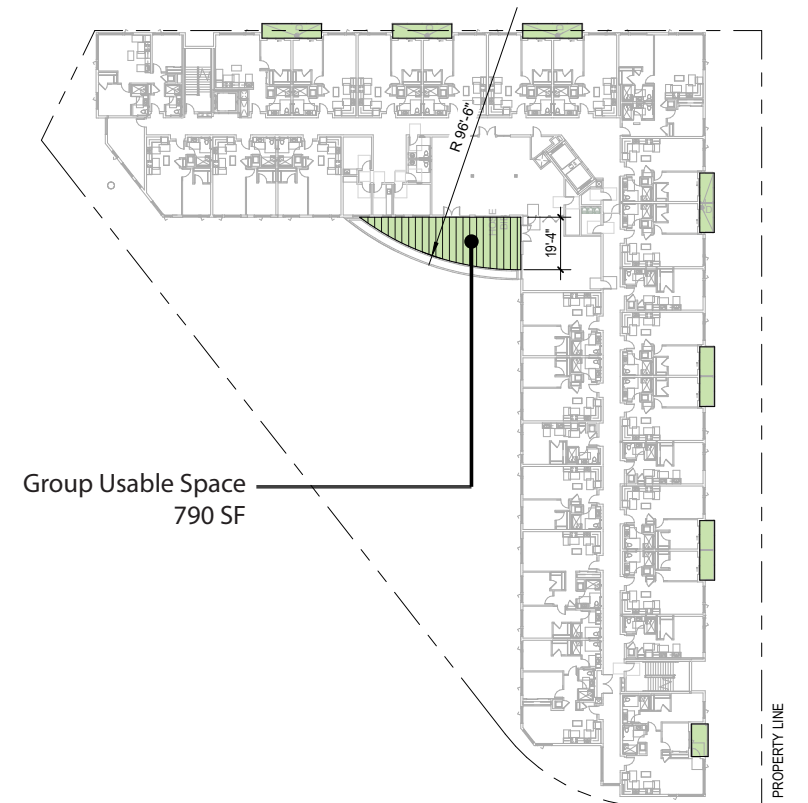 R 96'-6"
19'-4"
Group Usable Space
790 SF
PROPERTY LINE